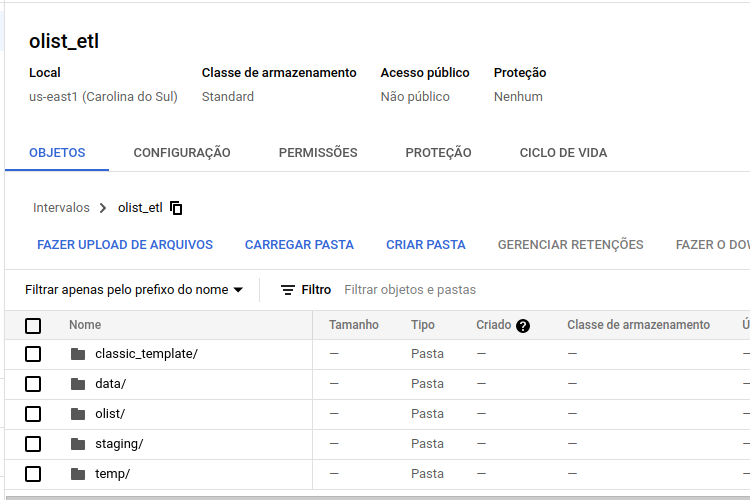 olist_etl
Local Classe de armazenamento Acesso público Proteção
us-east1 (Carolina do Sul) Standard Não público Nenhum
OBJETOS CONFIGURAÇÃO PERMISSÕES PROTEÇÃO CICLO DE VIDA
Intervalos olist_etl
FAZER UPLOAD DE ARQUIVOS CARREGAR PASTA CRIAR PASTA GERENCIAR RETENÇÕES FAZER O DOW
Filtrar apenas pelo prefixo do nome Filtro Filtrar objetos e pastas
Nome Tamanho Tipo Criado ? Classe de armazenamento Ú
classic_template/ — Pasta — —
data/ — Pasta — —
olist/ — Pasta — —
staging/ — Pasta — —
temp/ — Pasta — —